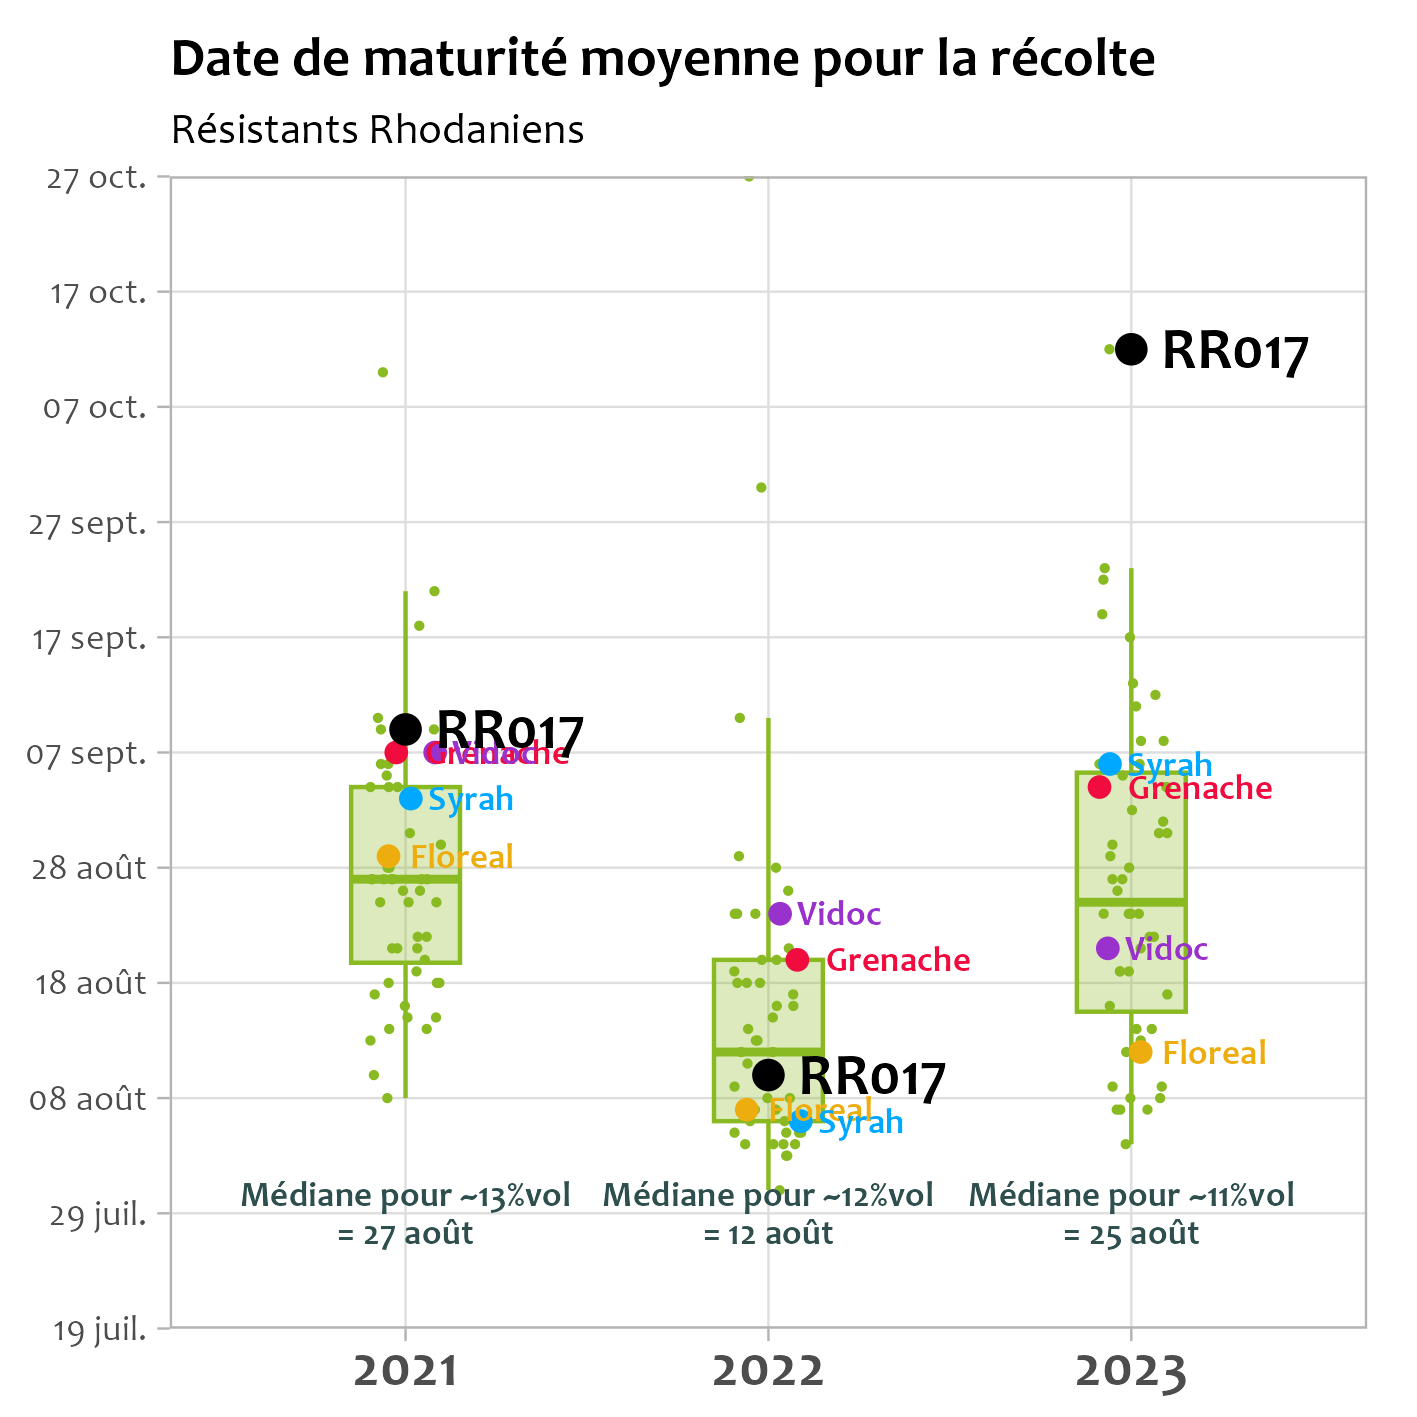 Date de maturité moyenne pour la récolte
Résistants Rhodaniens
27 oct.
17 oct.
07 oct.
27 sept.
17 sept.
07 sept.
28 août
18 août
08 août
29 juil.
19 juil.
RR017
Grenache
Vidoc
Syrah
Floreal
Médiane pour ~13%vol
= 27 août
Vidoc
Grenache
RR017
Floreal
Syrah
Médiane pour ~12%vol
= 12 août
RR017
Syrah
Grenache
Vidoc
Floreal
Médiane pour ~11%vol
= 25 août
2021
2022
2023